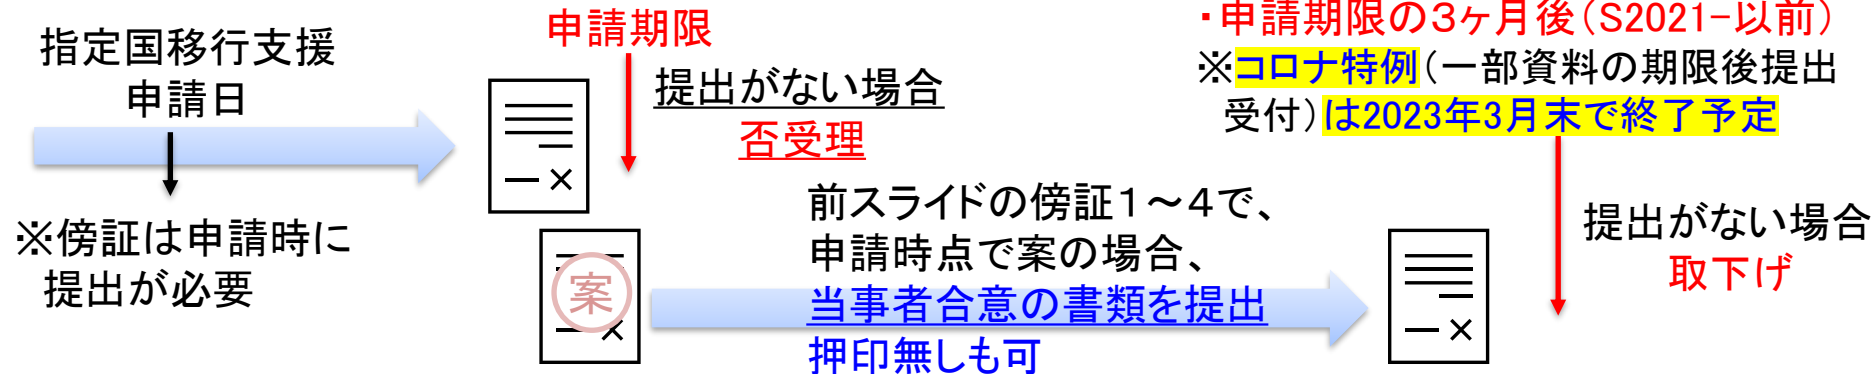 指定国移行支援
申請日
※傍証は申請時に
提出が必要
申請期限
提出がない場合
否受理
案
前スライドの傍証1~4で、
申請時点で案の場合、
当事者合意の書類を提出
押印無しも可
・申請期限の3ヶ月後(S2021-以前)
※コロナ特例(一部資料の期限後提出
受付)は2023年3月末で終了予定
提出がない場合
取下げ